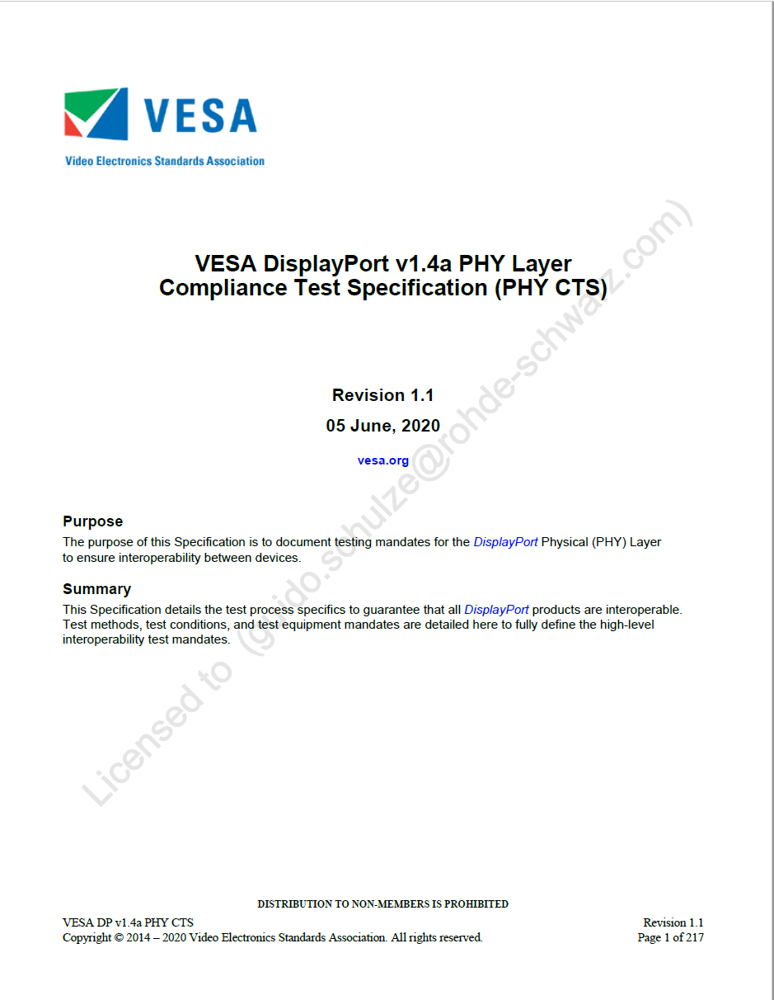 VESA
Video Electronics Standards Association
VESA DisplayPort v1.4a PHY Layer
Compliance Test Specification (PHY CTS)
Revision 1.1
05 June, 2020
vesa.org
Purpose
The purpose of this Specification is to document testing mandates for the DisplayPort Physical (PHY) Layer
to ensure interoperability between devices.
Summary
This Specification details the test process specifics to guarantee that all DisplayPort products are interoperable.
Test methods, test conditions, and test equipment mandates are detailed here to fully define the high-level
interoperability test mandates.
Licensed to (guido.schulze@rohde-schwarz.com)
DISTRIBUTION TO NON-MEMBERS IS PROHIBITED
VESA DP v1.4a PHY CTS Revision 1.1
Copyright © 2014 – 2020 Video Electronics Standards Association. All rights reserved. Page 1 of 217